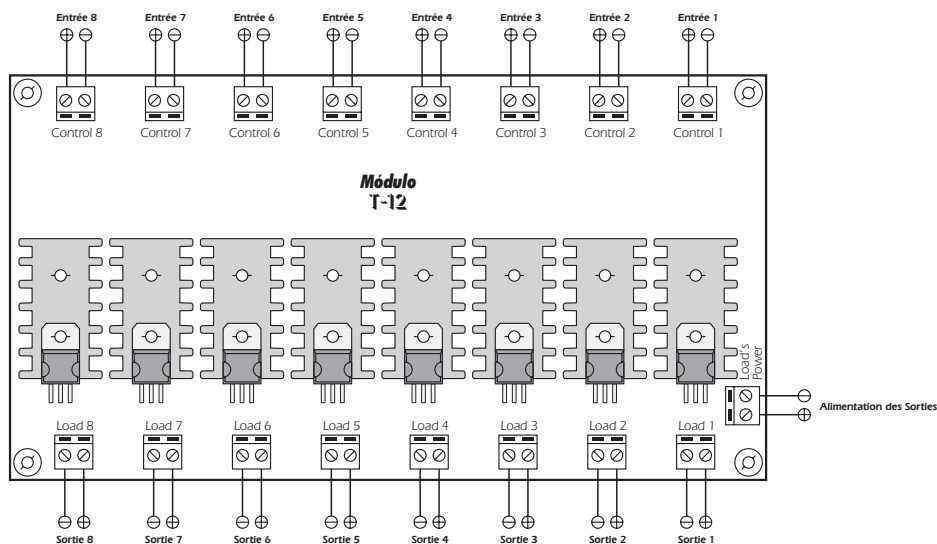 Entrée 8 Entrée 7 Entrée 6 Entrée 5 Entrée 4 Entrée 3 Entrée 2 Entrée 1
Control 8 Control 7 Control 6 Control 5 Control 4 Control 3 Control 2 Control 1
Módulo
T-12
Load's
Power
Alimentation des Sorties
Load 8 Load 7 Load 6 Load 5 Load 4 Load 3 Load 2 Load 1
Sortie 8 Sortie 7 Sortie 6 Sortie 5 Sortie 4 Sortie 3 Sortie 2 Sortie 1